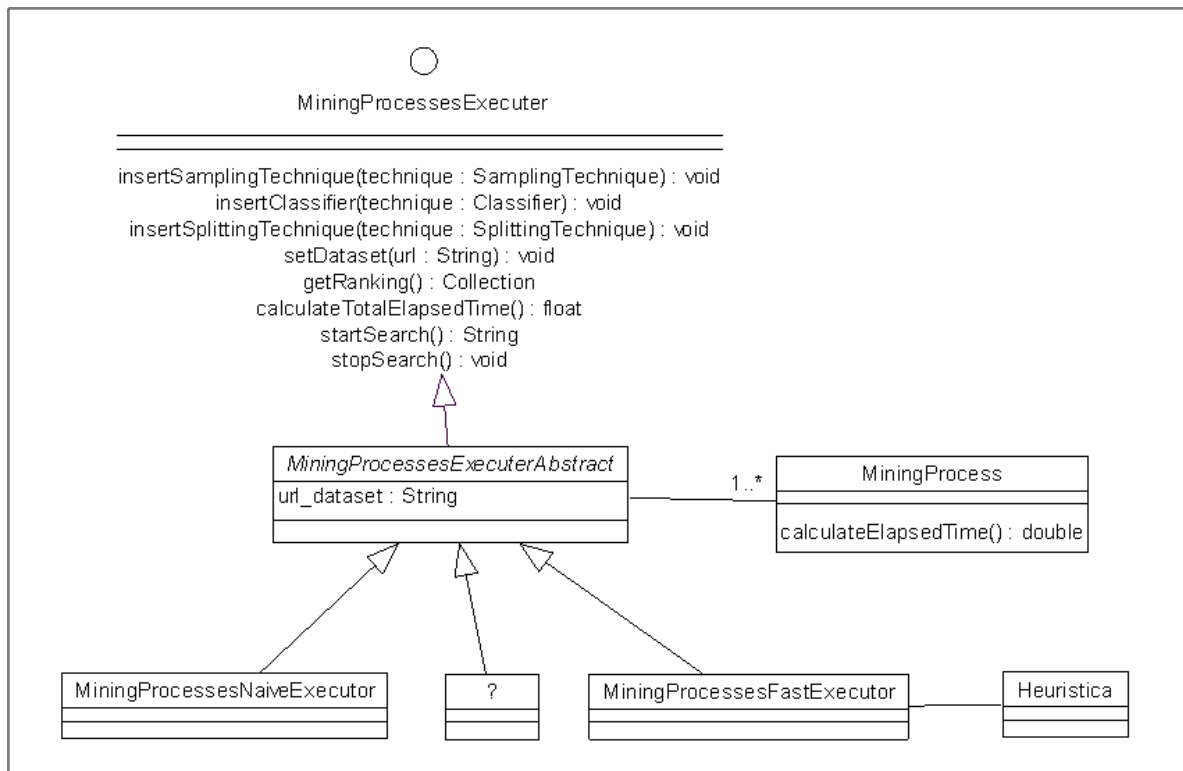 MiningProcessesExecuter
insertSamplingTechnique(technique : SamplingTechnique) : void
insertClassifier(technique : Classifier) : void
insertSplittingTechnique(technique : SplittingTechnique) : void
setDataset(url : String) : void
getRanking() : Collection
calculateTotalElapsedTime() : float
startSearch() : String
stopSearch() : void
MiningProcessesExecuterAbstract
url_dataset : String
1..*
MiningProcess
calculateElapsedTime() : double
MiningProcessesNaiveExecutor
?
MiningProcessesFastExecutor
Heuristica